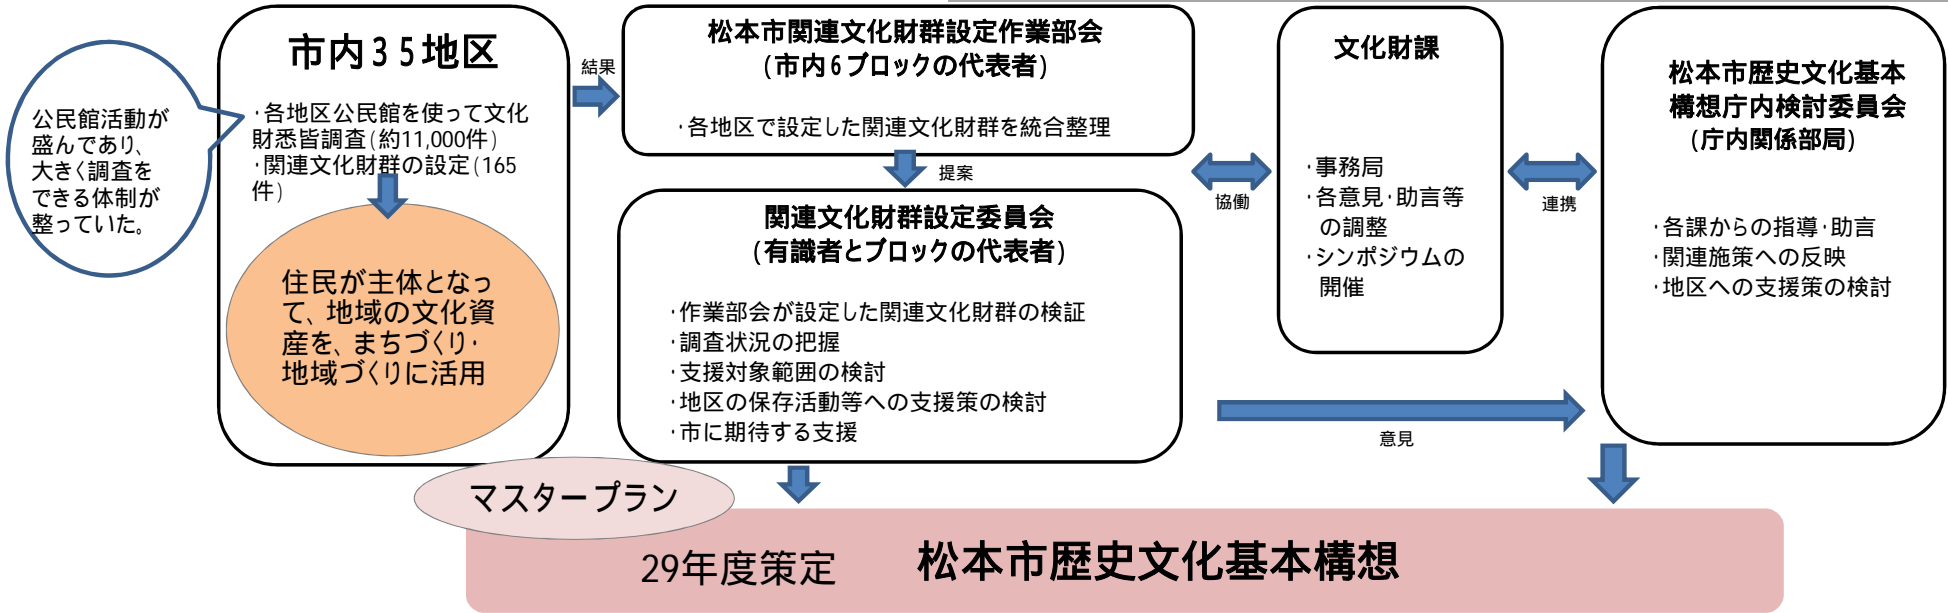 公民館活動が
盛んであり、
大きく調査を
できる体制が
整っていた。
市内35地区
・各地区公民館を使って文化
財悉皆調査(約11,000件)
・関連文化財群の設定(165
件)
住民が主体となっ
て、地域の文化資
産を、まちづくり・
地域づくりに活用
結果
松本市関連文化財群設定作業部会
(市内6ブロックの代表者)
・各地区で設定した関連文化財群を統合整理
提案
関連文化財群設定委員会
(有識者とブロックの代表者)
・作業部会が設定した関連文化財群の検証
・調査状況の把握
・支援対象範囲の検討
・地区の保存活動等への支援策の検討
・市に期待する支援
協働
文化財課
・事務局
・各意見・助言等
の調整
・シンポジウムの
開催
連携
松本市歴史文化基本
構想庁内検討委員会
(庁内関係部局)
・各課からの指導・助言
・関連施策への反映
・地区への支援策の検討
意見
マスタープラン
29年度策定 松本市歴史文化基本構想